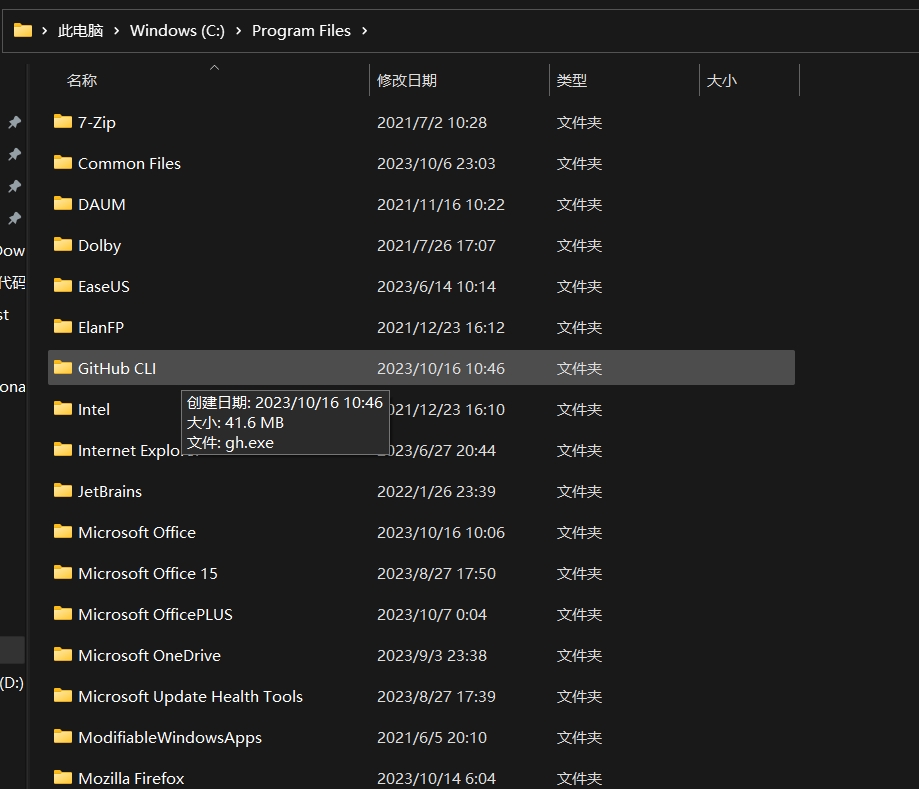 此电脑 Windows (C:) Program Files
名称 修改日期 类型 大小
7-Zip 2021/7/2 10:28 文件夹
Common Files 2023/10/6 23:03 文件夹
DAUM 2021/11/16 10:22 文件夹
Dolby 2021/7/26 17:07 文件夹
Dow
EaseUS 2023/6/14 10:14 文件夹
代码
st
ElanFP 2021/12/23 16:12 文件夹
GitHub CLI 2023/10/16 10:46 文件夹
ona
创建日期: 2023/10/16 10:46
大小: 41.6 MB
文件: gh.exe
Intel 021/12/23 16:10 文件夹
Internet Explorer 2023/6/27 20:44 文件夹
JetBrains 2022/1/26 23:39 文件夹
Microsoft Office 2023/10/16 10:06 文件夹
Microsoft Office 15 2023/8/27 17:50 文件夹
Microsoft OfficePLUS 2023/10/7 0:04 文件夹
Microsoft OneDrive 2023/9/3 23:38 文件夹
(D:)
Microsoft Update Health Tools 2023/8/27 17:39 文件夹
ModifiableWindowsApps 2021/6/5 20:10 文件夹
Mozilla Firefox 2023/10/14 6:04 文件夹